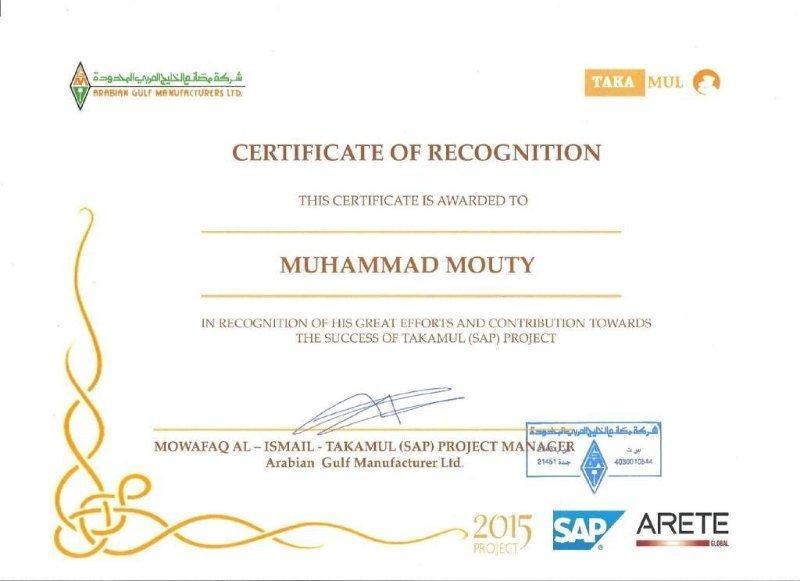 شركة مصانع الخليج العربي المحدودة
ARABIAN GULF MANUFACTURERS LTD.
TAKAMUL
CERTIFICATE OF RECOGNITION
THIS CERTIFICATE IS AWARDED TO
MUHAMMAD MOUTY
IN RECOGNITION OF HIS GREAT EFFORTS AND CONTRIBUTION TOWARDS
THE SUCCESS OF TAKAMUL (SAP) PROJECT
MOWAFAQ AL – ISMAIL - TAKAMUL (SAP) PROJECT MANAGER
Arabian Gulf Manufacturer Ltd.
شركة مصانع الخليج العربي المحدودة
س ت
جدة 21451
4030010544
2015
PROJECT
SAP
ARETE
GLOBAL